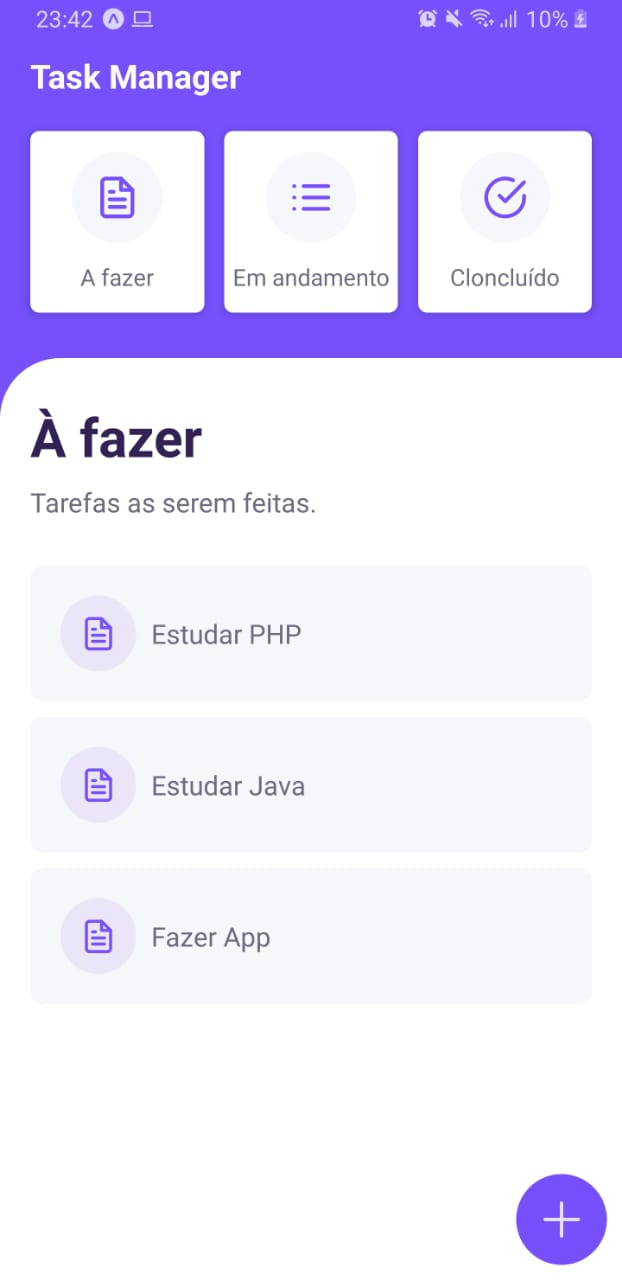 23:42 10%
Task Manager
A fazer Em andamento Cloncluído
À fazer
Tarefas as serem feitas.
Estudar PHP
Estudar Java
Fazer App